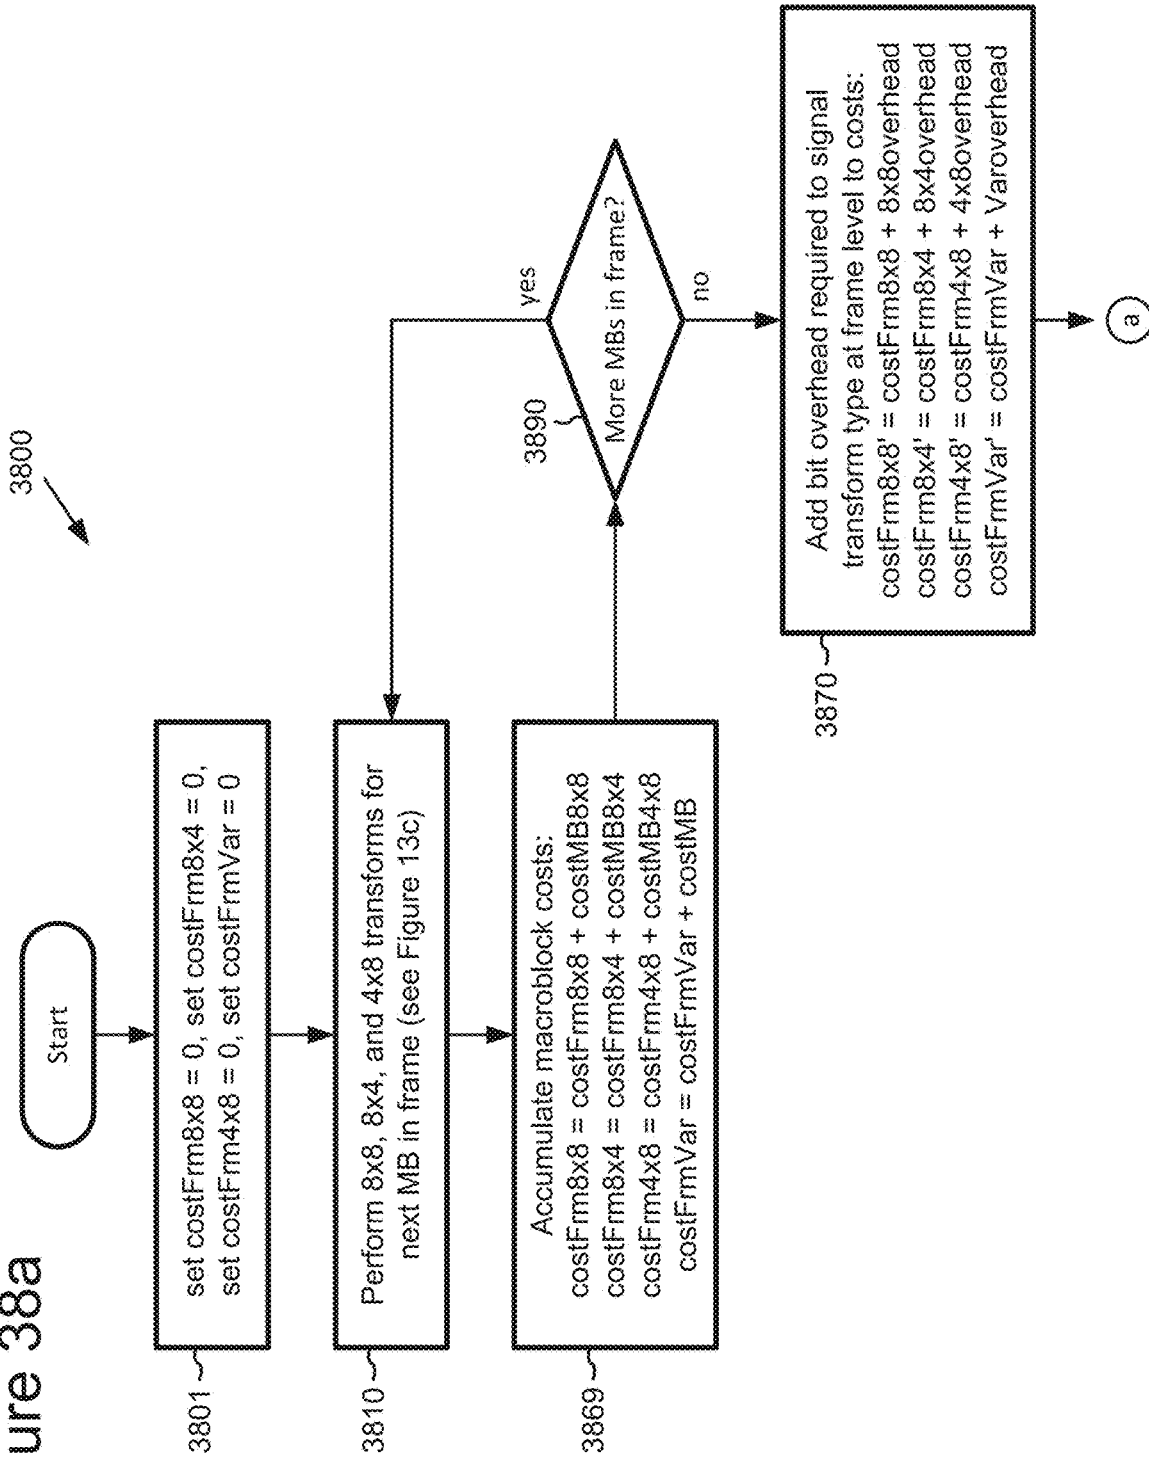 ure 38a
3800
Start
3801
set costFrm8x8 = 0, set costFrm8x4 = 0,
set costFrm4x8 = 0, set costFrmVar = 0
3810
Perform 8x8, 8x4, and 4x8 transforms for
next MB in frame (see Figure 13c)
3869
Accumulate macroblock costs:
costFrm8x8 = costFrm8x8 + costMB8x8
costFrm8x4 = costFrm8x4 + costMB8x4
costFrm4x8 = costFrm4x8 + costMB4x8
costFrmVar = costFrmVar + costMB
3890
More MBs in frame?
yes
no
3870
Add bit overhead required to signal
transform type at frame level to costs:
costFrm8x8' = costFrm8x8 + 8x8overhead
costFrm8x4' = costFrm8x4 + 8x4overhead
costFrm4x8' = costFrm4x8 + 4x8overhead
costFrmVar' = costFrmVar + Varoverhead
a